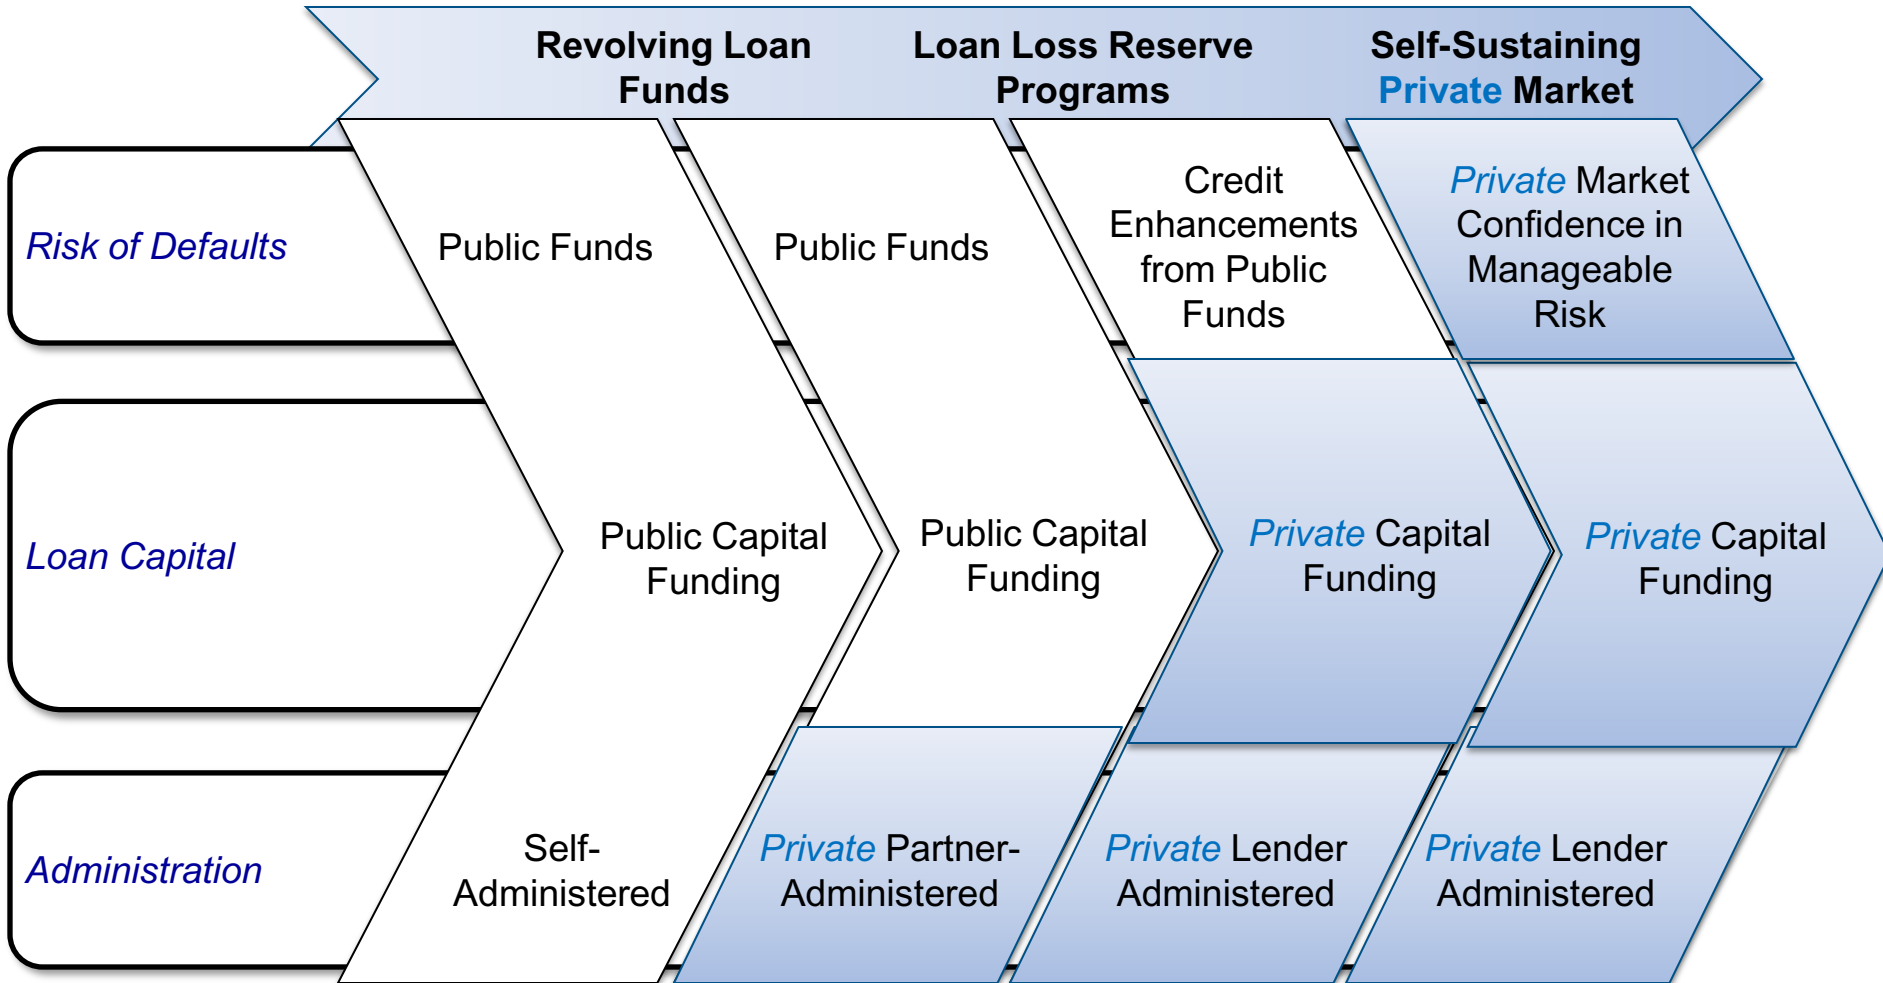 Revolving Loan
Funds
Loan Loss Reserve
Programs
Self-Sustaining
Private Market
Risk of Defaults
Public Funds
Public Funds
Credit
Enhancements
from Public
Funds
Private Market
Confidence in
Manageable
Risk
Loan Capital
Public Capital
Funding
Public Capital
Funding
Private Capital
Funding
Private Capital
Funding
Administration
Self-
Administered
Private Partner-
Administered
Private Lender
Administered
Private Lender
Administered